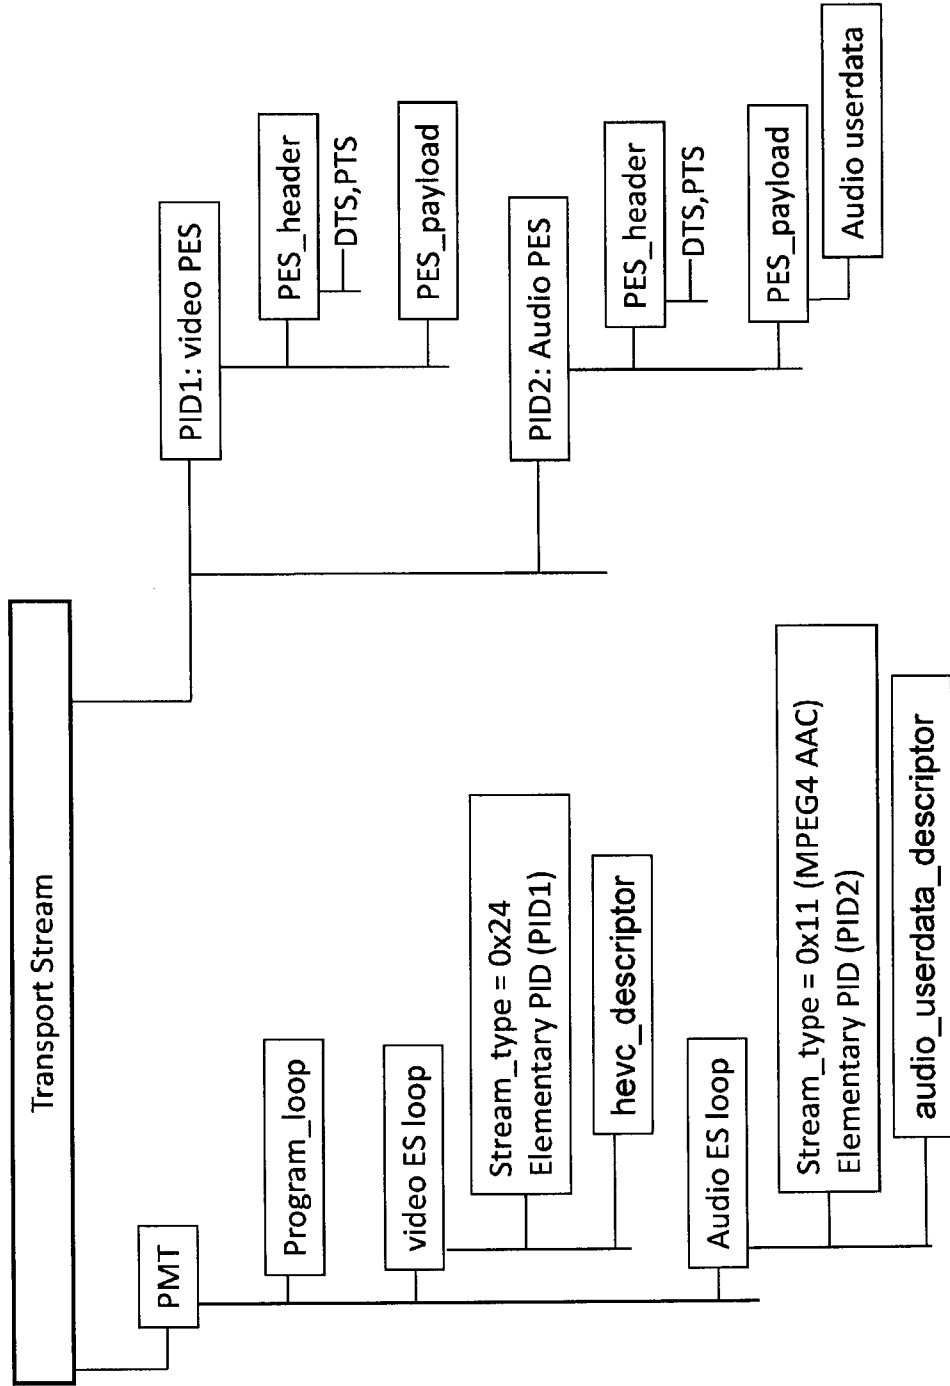 Transport Stream
PMT
Program_loop
video ES loop
Stream_type = 0x24
Elementary PID (PID1)
hevc_descriptor
Audio ES loop
Stream_type = 0x11 (MPEG4 AAC)
Elementary PID (PID2)
audio_userdata_descriptor
PID1: video PES
PES_header
DTS,PTS
PES_payload
PID2: Audio PES
PES_header
DTS,PTS
PES_payload
Audio userdata